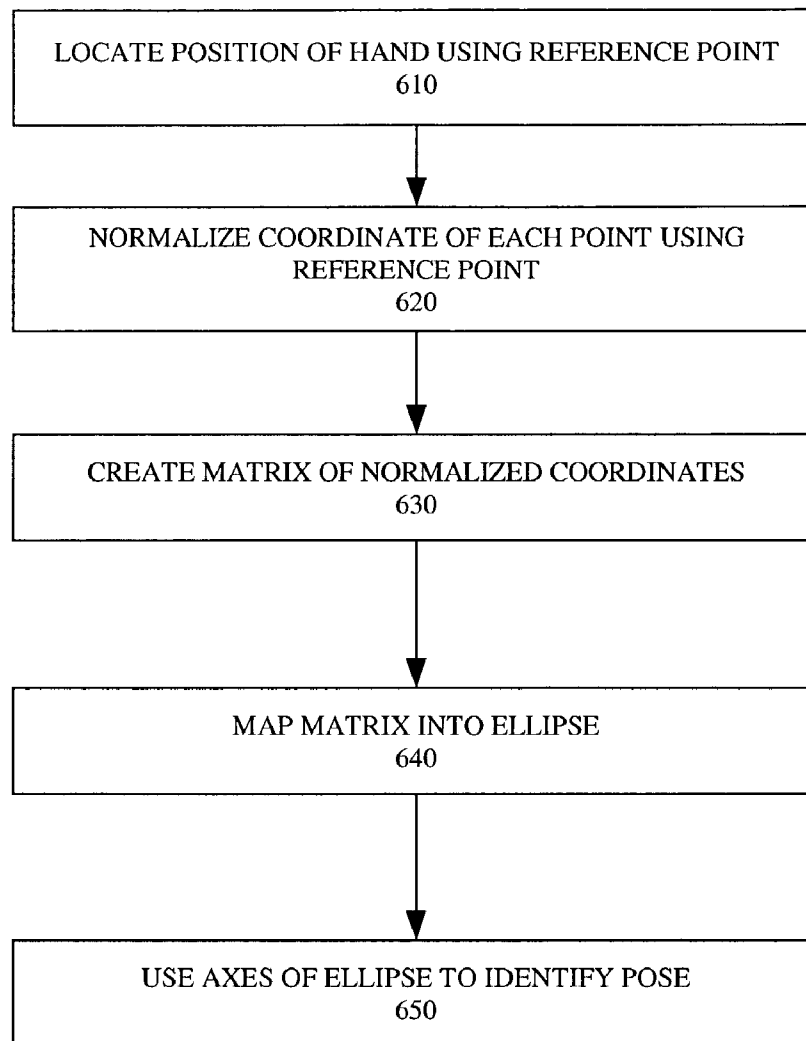 LOCATE POSITION OF HAND USING REFERENCE POINT
610
NORMALIZE COORDINATE OF EACH POINT USING
REFERENCE POINT
620
CREATE MATRIX OF NORMALIZED COORDINATES
630
MAP MATRIX INTO ELLIPSE
640
USE AXES OF ELLIPSE TO IDENTIFY POSE
650